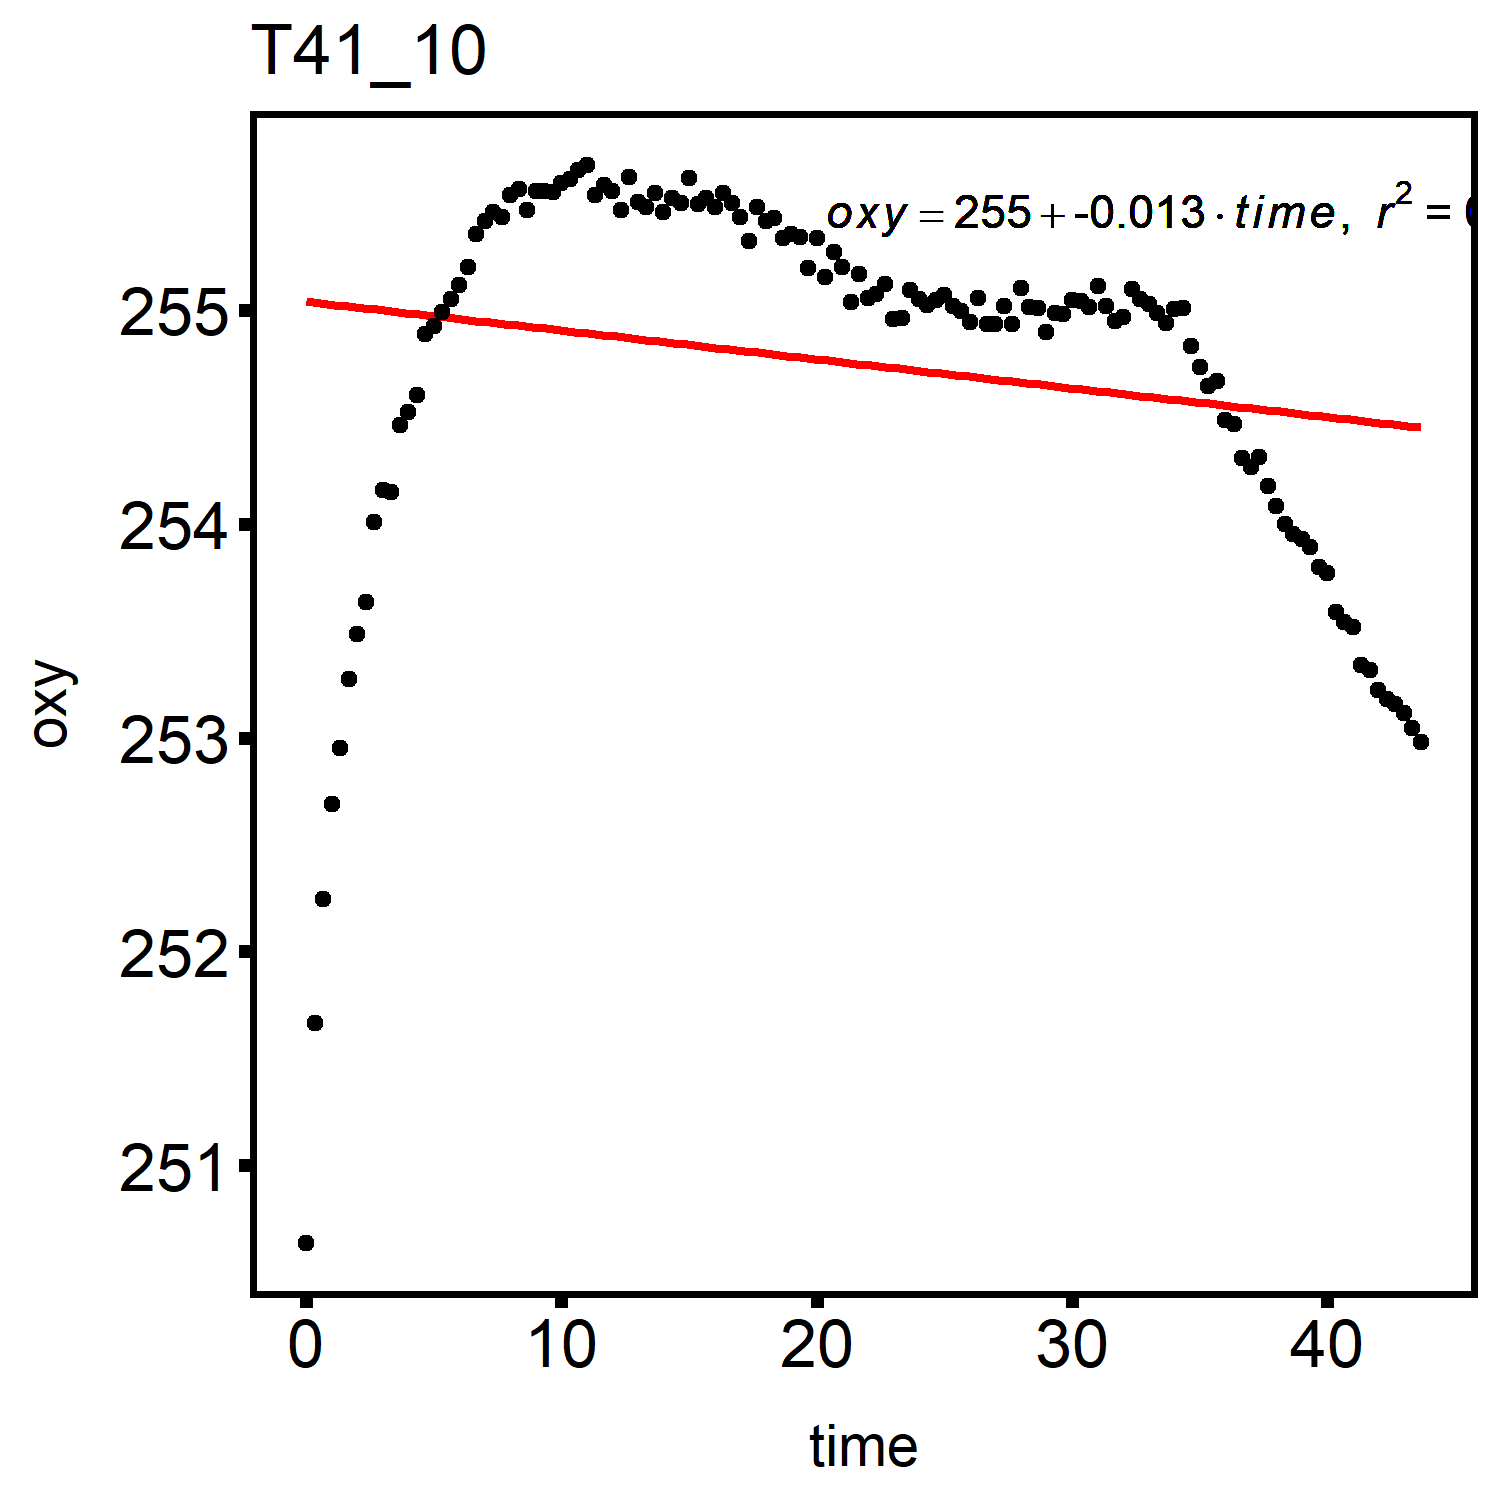 T41_10
oxy = 255 + -0.013 · time, r² =
255
254
253
252
251
oxy
0 10 20 30 40
time